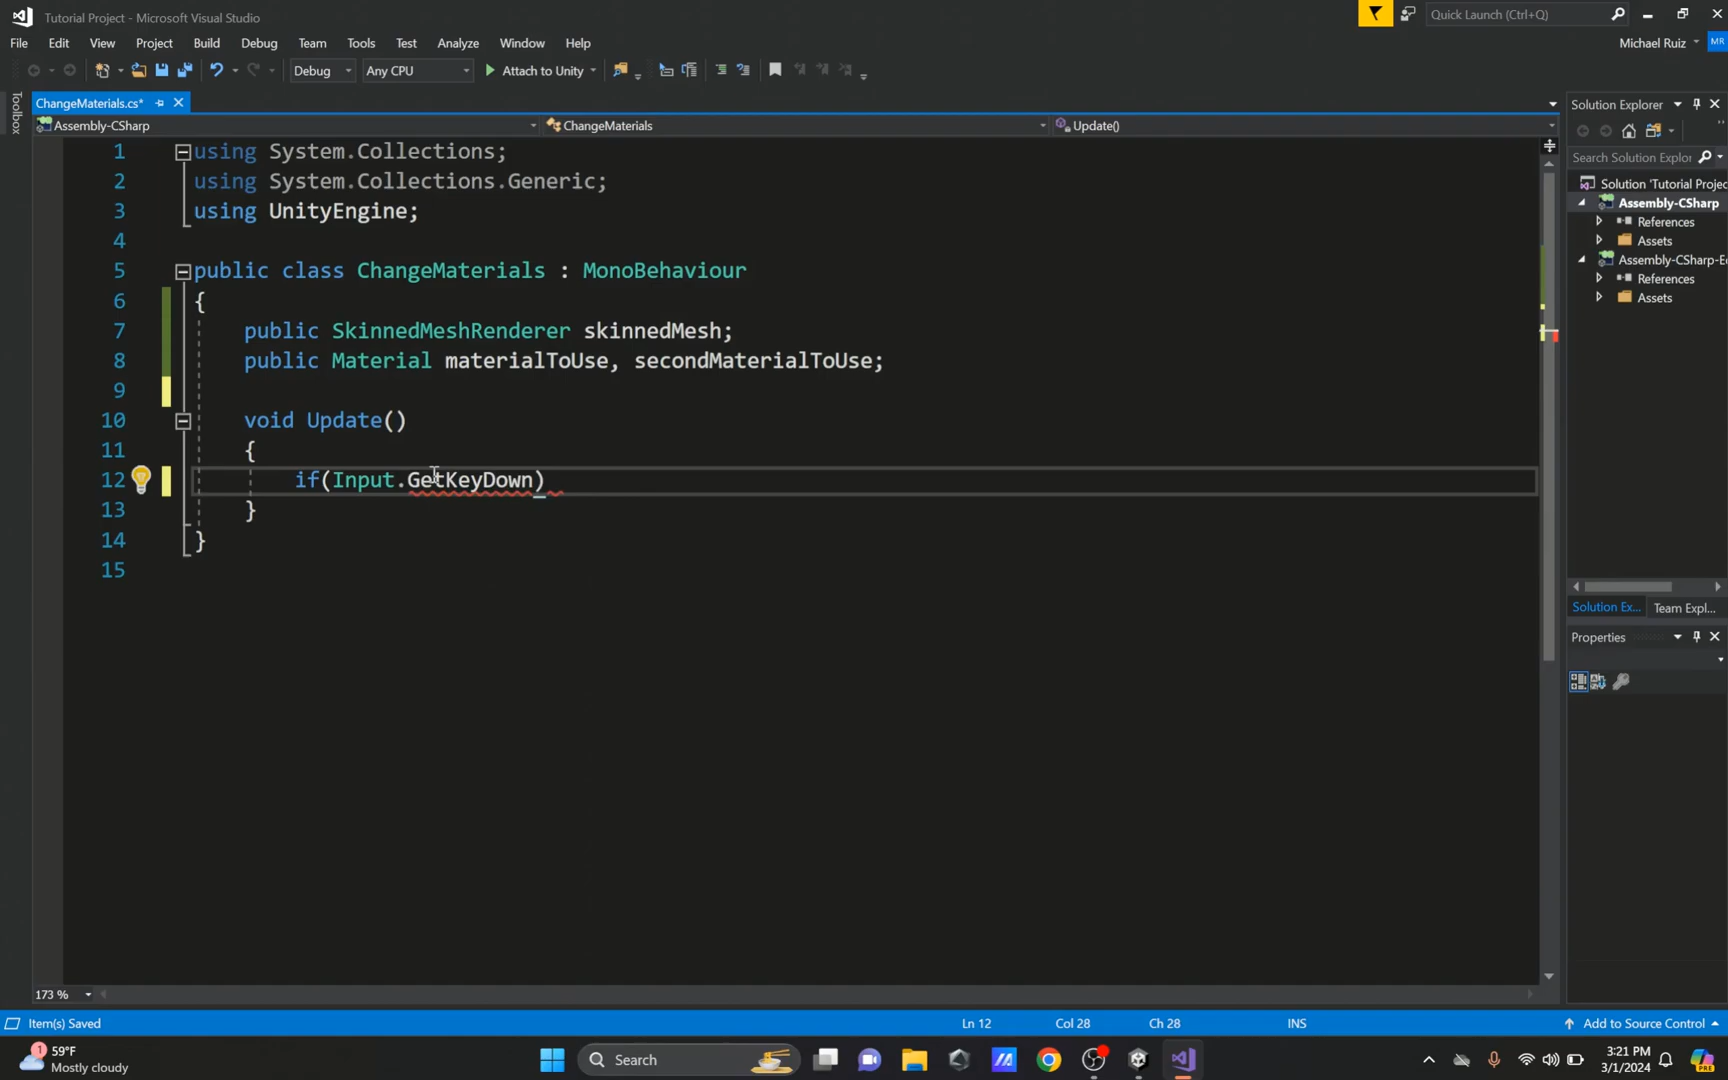 Tutorial Project - Microsoft Visual Studio
Quick Launch (Ctrl+Q)
File Edit View Project Build Debug Team Tools Test Analyze Window Help
Michael Ruiz
MR
Debug
Any CPU
Attach to Unity
Toolbox
ChangeMaterials.cs*
Assembly-CSharp
ChangeMaterials
Update()
1 using System.Collections;
2 using System.Collections.Generic;
3 using UnityEngine;
4
5 public class ChangeMaterials : MonoBehaviour
6 {
7 public SkinnedMeshRenderer skinnedMesh;
8 public Material materialToUse, secondMaterialToUse;
9
10 void Update()
11 {
12 if(Input.GetKeyDown)
13 }
14 }
15
Solution Explorer
Search Solution Explor
Solution 'Tutorial Projec
Assembly-CSharp
References
Assets
Assembly-CSharp-E
References
Assets
Solution Ex...
Team Expl...
Properties
173 %
Item(s) Saved
Ln 12
Col 28
Ch 28
INS
Add to Source Control
1
59°F
Mostly cloudy
Search
3:21 PM
3/1/2024
PRE